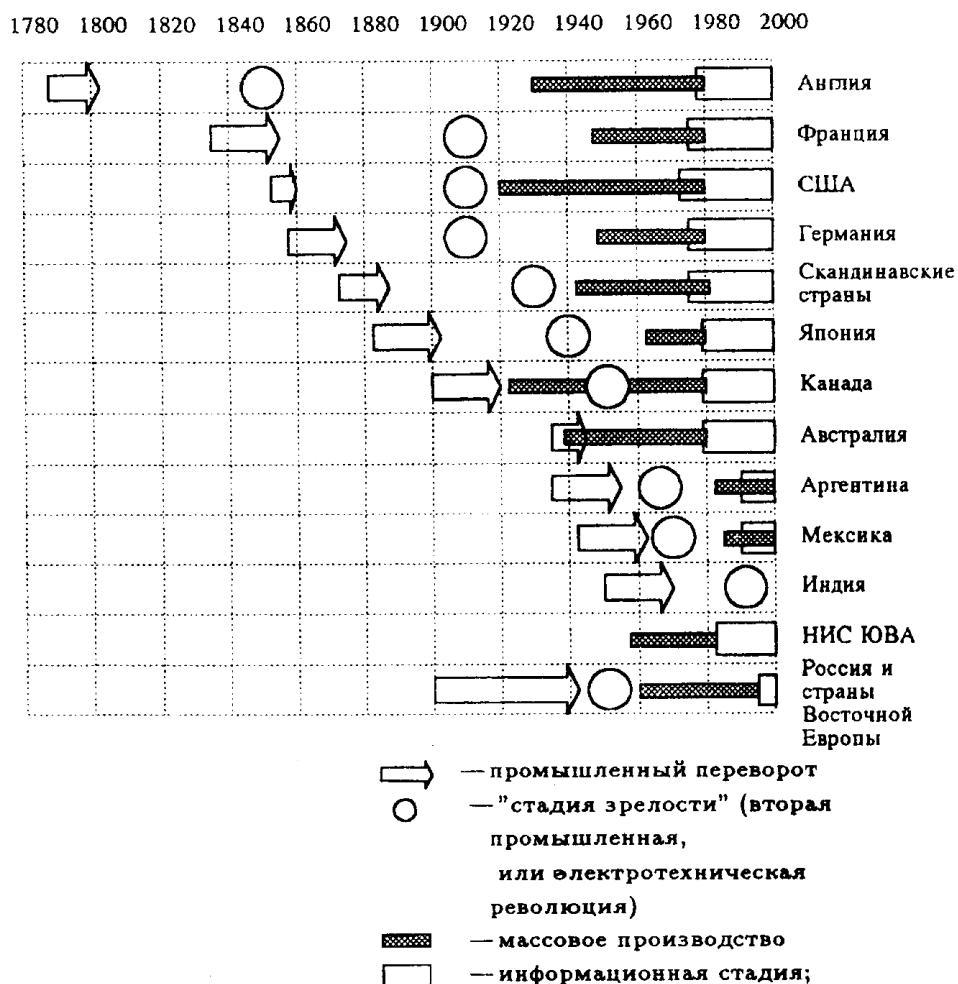 1780 1800 1820 1840 1860 1880 1900 1920 1940 1960 1980 2000
Англия
Франция
США
Германия
Скандинавские
страны
Япония
Канада
Австралия
Аргентина
Мексика
Индия
НИС ЮВА
Россия и
страны
Восточной
Европы
— промышленный переворот
— "стадия зрелости" (вторая
промышленная,
или электротехническая
революция)
— массовое производство
— информационная стадия;